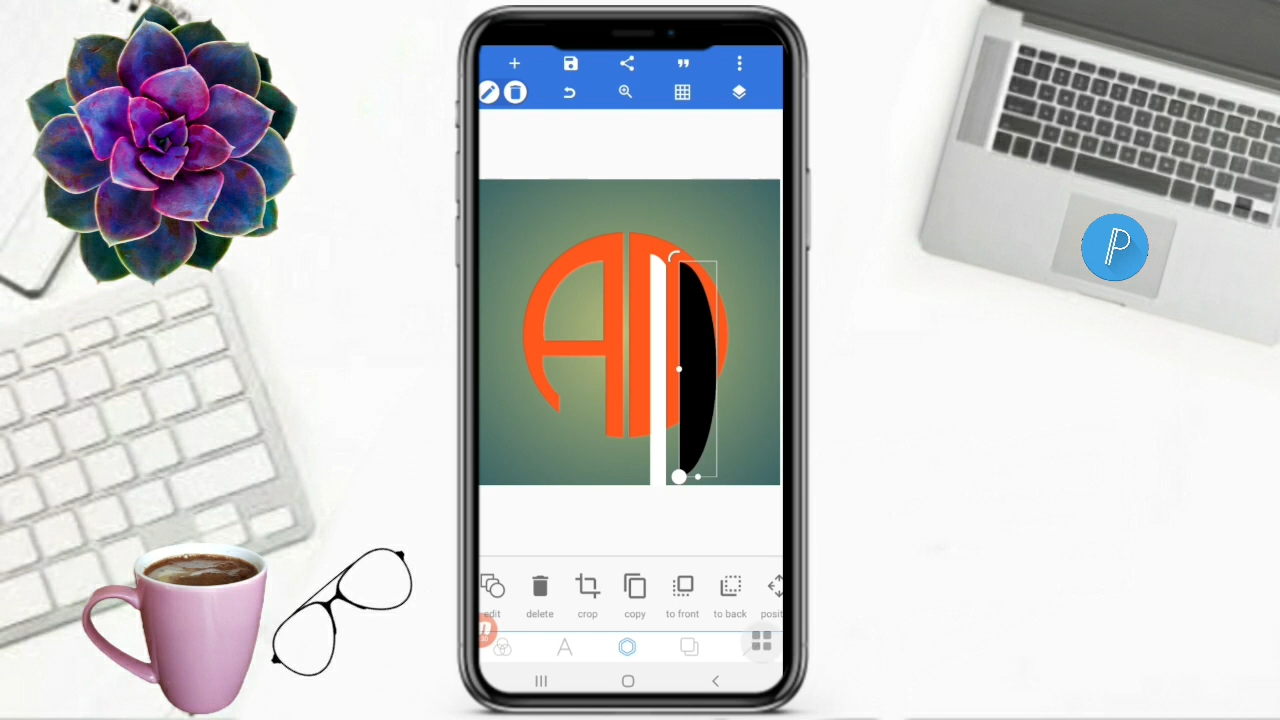 edit
delete
crop
copy
to front
to back
posit